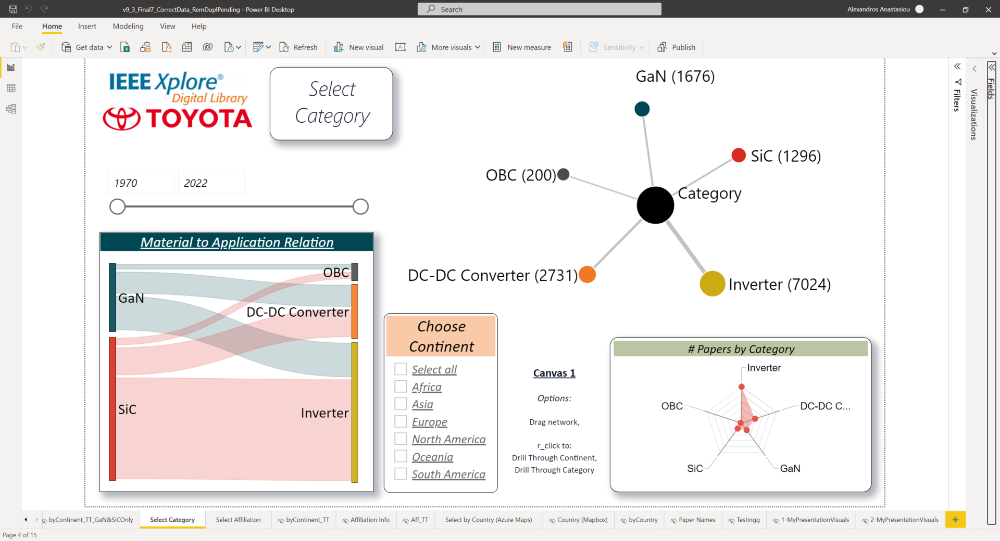 v9_3_Final7_CorrectData_RemDuplPending - Power BI Desktop
Search
Alexandros Anastasiou
File Home Insert Modeling View Help
Get data
Refresh
New visual
More visuals
New measure
Sensitivity
Publish
IEEE Xplore®
Digital Library
TOYOTA
Select
Category
1970
2022
Material to Application Relation
GaN
SiC
OBC
DC-DC Converter
Inverter
GaN (1676)
SiC (1296)
OBC (200)
Category
DC-DC Converter (2731)
Inverter (7024)
Choose
Continent
Select all
Africa
Asia
Europe
North America
Oceania
South America
Canvas 1
Options:
Drag network,
r_click to:
Drill Through Continent,
Drill Through Category
# Papers by Category
Inverter
OBC
DC-DC C...
SiC
GaN
Filters
Visualizations
Fields
byContinent_TT_GaN&SiCOnly
Select Category
Select Affiliation
byContinent_TT
Affiliation Info
Aff_TT
Select by Country (Azure Maps)
Country (Mapbox)
byCountry
Paper Names
Testingg
1-MyPresentationVisuals
2-MyPresentationVisuals
Page 4 of 15